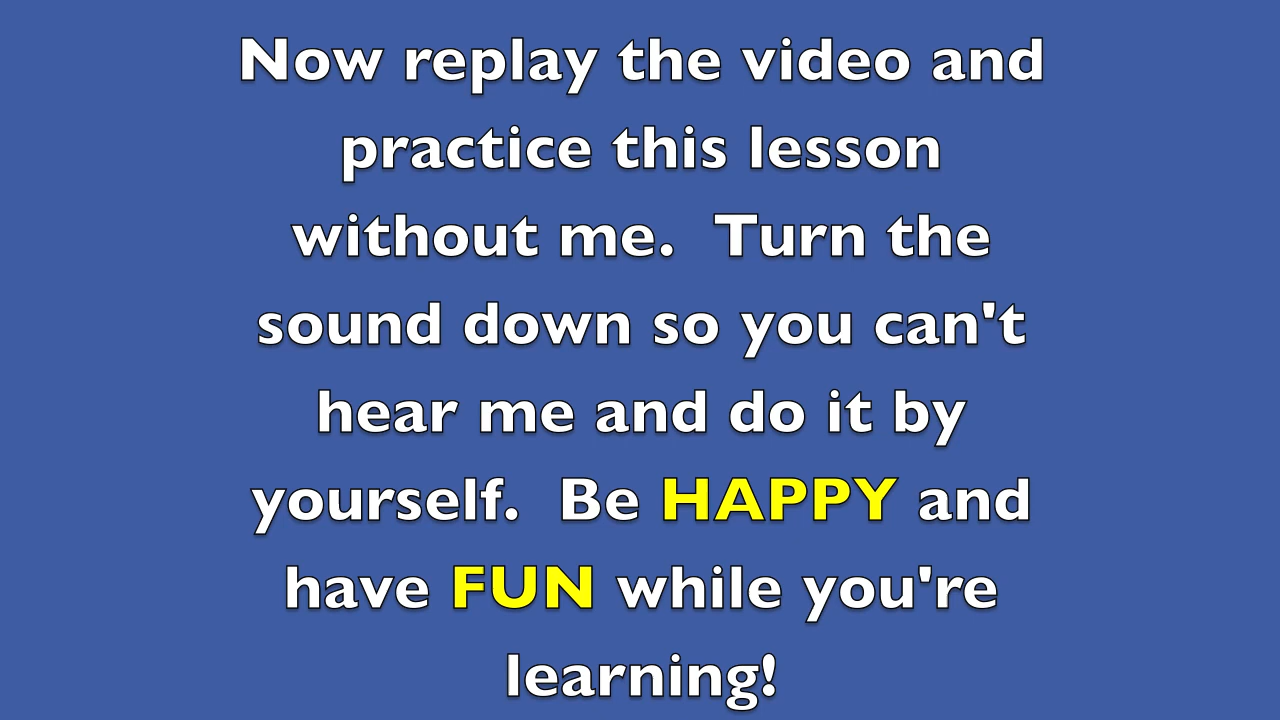 Now replay the video and
practice this lesson
without me.  Turn the
sound down so you can't
hear me and do it by
yourself.  Be HAPPY and
have FUN while you're
learning!